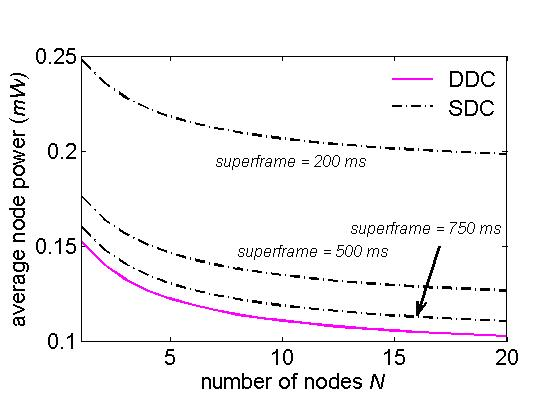 0.25
DDC
SDC
0.2
superframe = 200 ms
superframe = 750 ms
0.15
superframe = 500 ms
0.1
5 10 15 20
number of nodes N
average node power (mW)